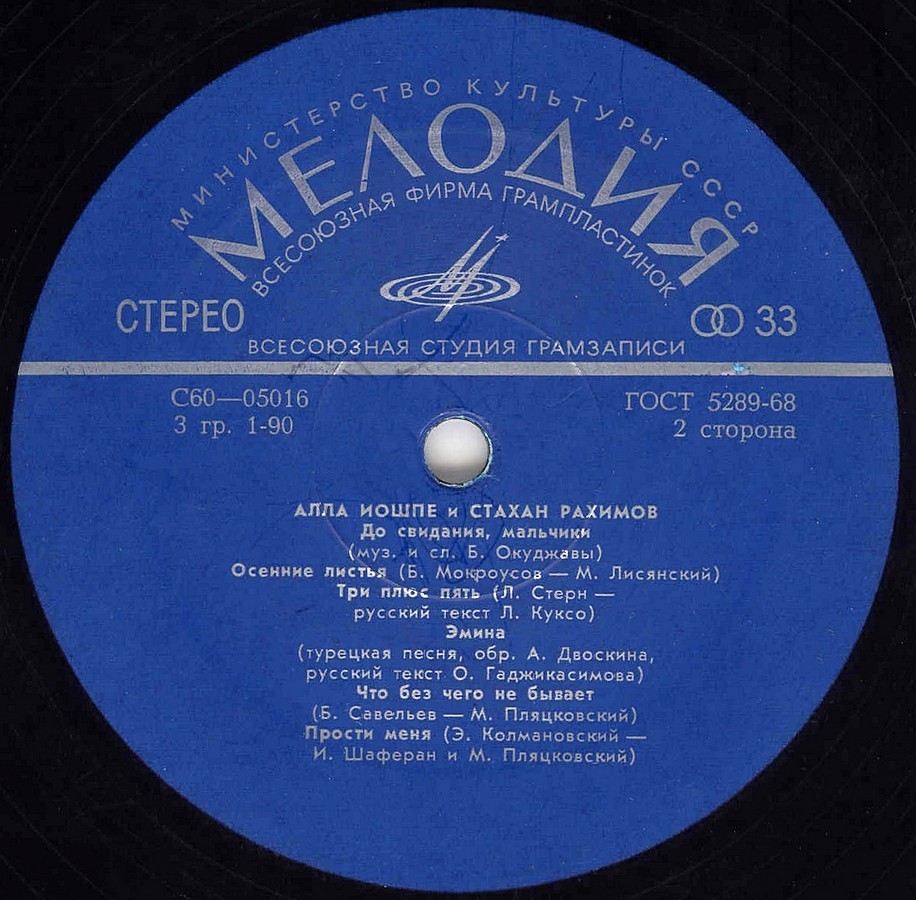 МИНИСТЕРСТВО КУЛЬТУРЫ СССР
МЕЛОДИЯ
ВСЕСОЮЗНАЯ ФИРМА ГРАМПЛАСТИНОК
СТЕРЕО
33
ВСЕСОЮЗНАЯ СТУДИЯ ГРАМЗАПИСИ
С60—05016
ГОСТ 5289-68
3 гр. 1-90
2 сторона
АЛЛА ИОШПЕ и СТАХАН РАХИМОВ
До свидания, мальчики
(муз. и сл. Б. Окуджавы)
Осенние листья (Б. Мокроусов — М. Лисянский)
Три плюс пять (Л. Стерн —
русский текст Л. Куксо)
Эмина
(турецкая песня, обр. А. Двоскина,
русский текст О. Гаджикасимова)
Что без чего не бывает
(Б. Савельев — М. Пляцковский)
Прости меня (Э. Колмановский —
И. Шаферан и М. Пляцковский)